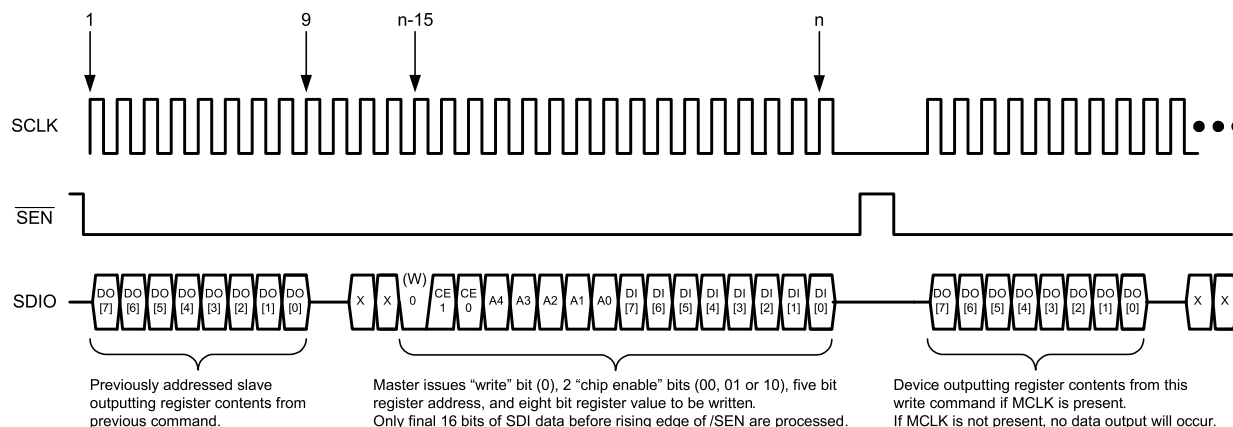 1 9 n-15 n
SCLK
SEN
SDIO
DO [7] DO [6] DO [5] DO [4] DO [3] DO [2] DO [1] DO [0] X X (W) 0 CE 1 CE 0 A4 A3 A2 A1 A0 DI [7] DI [6] DI [5] DI [4] DI [3] DI [2] DI [1] DI [0] DO [7] DO [6] DO [5] DO [4] DO [3] DO [2] DO [1] DO [0] X X
Previously addressed slave
outputting register contents from
previous command.
Master issues “write” bit (0), 2 “chip enable” bits (00, 01 or 10), five bit
register address, and eight bit register value to be written.
Only final 16 bits of SDI data before rising edge of /SEN are processed.
Device outputting register contents from this
write command if MCLK is present.
If MCLK is not present, no data output will occur.